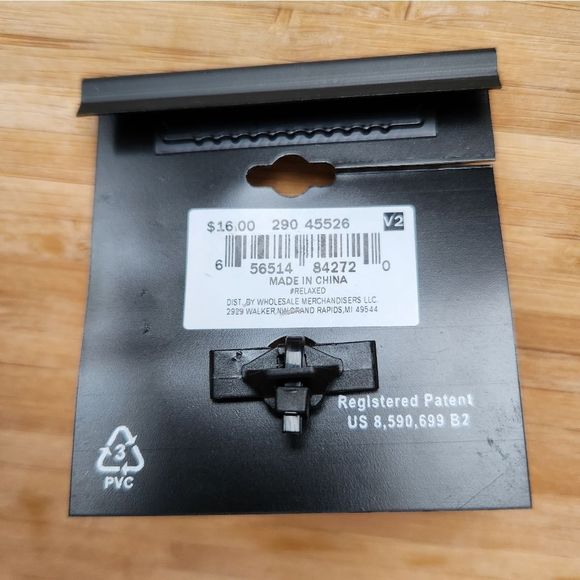 $16.00 290 45526 V2
6 56514 84272 0
MADE IN CHINA
#RELAXED
DIST. BY WHOLESALE MERCHANDISERS LLC.
2929 WALKER,NW,GRAND RAPIDS,MI 49544
Registered Patent
US 8,590,699 B2
3
PVC